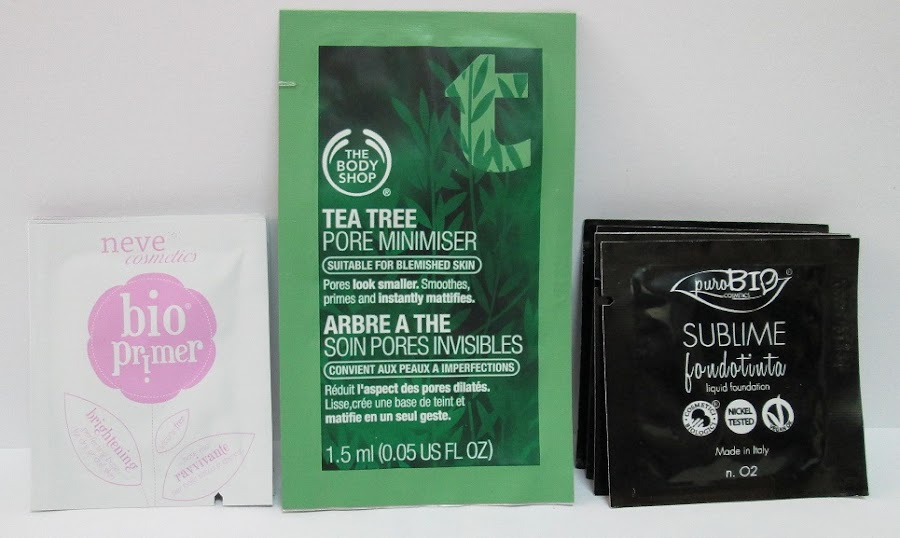 neve
cosmetics
bio
primer
brightening
ravvivante
t
THE
BODY
SHOP
®
TEA TREE
PORE MINIMISER
SUITABLE FOR BLEMISHED SKIN
Pores look smaller. Smoothes,
primes and instantly mattifies.
ARBRE A THE
SOIN PORES INVISIBLES
CONVIENT AUX PEAUX A IMPERFECTIONS
Réduit l'aspect des pores dilatés.
Lisse,crée une base de teint et
matifie en un seul geste.
1.5 ml (0.05 US FL OZ)
puroBIO®
COSMETICS
SUBLIME
fondotinta
liquid foundation
COSMETICI
BIOLOGICI
NICKEL
TESTED
Made in Italy
n. 02